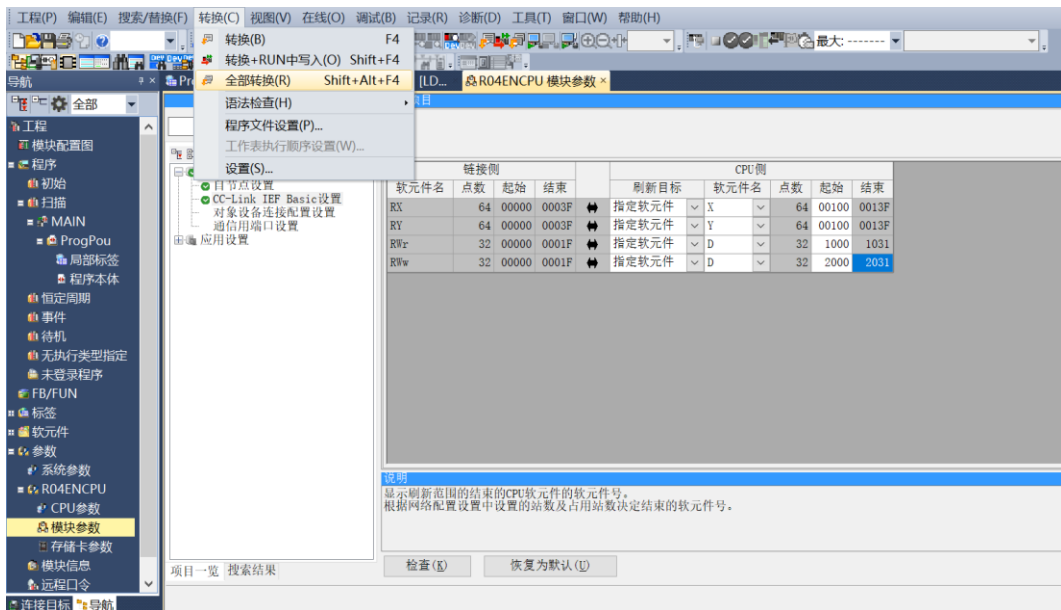 工程(P) 编辑(E) 搜索/替换(F) 转换(C) 视图(V) 在线(O) 调试(B) 记录(R) 诊断(D) 工具(T) 窗口(W) 帮助(H)
转换(B) F4
转换+RUN中写入(O) Shift+F4
全部转换(R) Shift+Alt+F4
语法检查(H)
程序文件设置(P)...
工作表执行顺序设置(W)...
设置(S)...
最大: --------
导航
[LD...
R04ENCPU 模块参数
全部
工程
模块配置图
程序
初始
扫描
MAIN
ProgPou
局部标签
程序本体
恒定周期
事件
待机
无执行类型指定
未登录程序
FB/FUN
标签
软元件
参数
系统参数
R04ENCPU
CPU参数
模块参数
存储卡参数
模块信息
远程口令
连接目标 导航
自节点设置
CC-Link IEF Basic设置
对象设备连接配置设置
通信用端口设置
应用设置
项目一览 搜索结果
链接侧 CPU侧
软元件名 点数 起始 结束 刷新目标 软元件名 点数 起始 结束
RX 64 00000 0003F 指定软元件 X 64 00100 0013F
RY 64 00000 0003F 指定软元件 Y 64 00100 0013F
RWr 32 00000 0001F 指定软元件 D 32 1000 1031
RWw 32 00000 0001F 指定软元件 D 32 2000 2031
说明
显示刷新范围的结束的CPU软元件的软元件号。
根据网络配置设置中设置的站数及占用站数决定结束的软元件号。
检查(K) 恢复为默认(U)